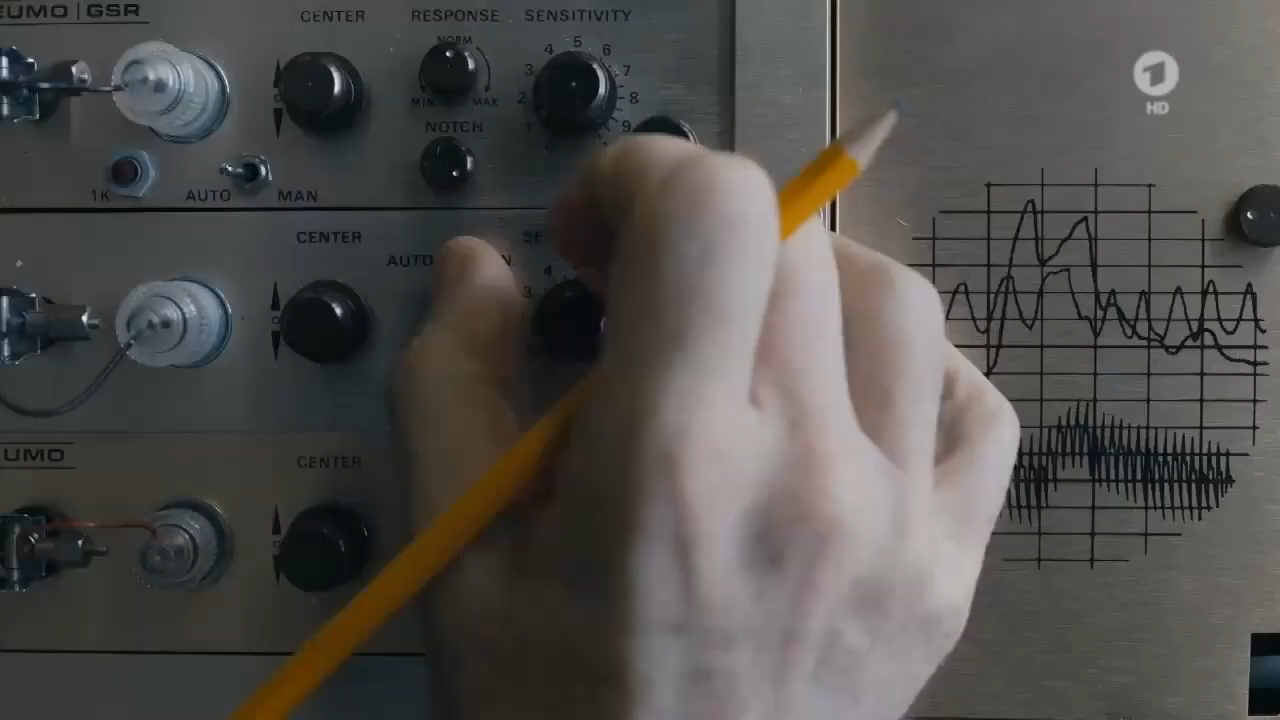 EUMO | GSR
CENTER
RESPONSE
SENSITIVITY
NORM
MIN
MAX
4 5 6
3 7
2 8
1 9
NOTCH
1K
AUTO
MAN
CENTER
AUTO
4
3
UMO
CENTER
1
HD